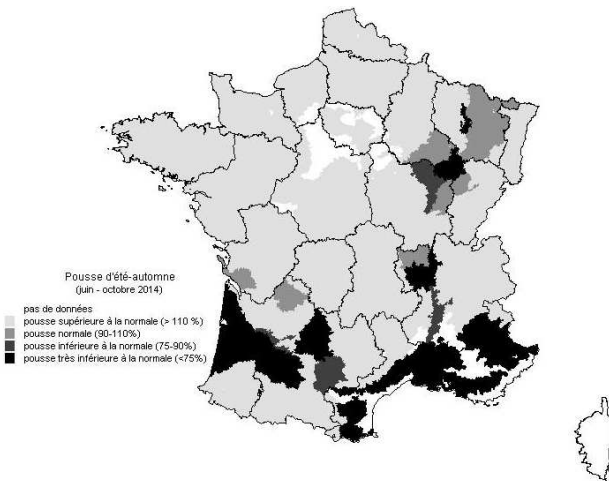 Pousse d'été-automne
(juin - octobre 2014)
pas de données
pousse supérieure à la normale (> 110 %)
pousse normale (90-110%)
pousse inférieure à la normale (75-90%)
pousse très inférieure à la normale (<75%)